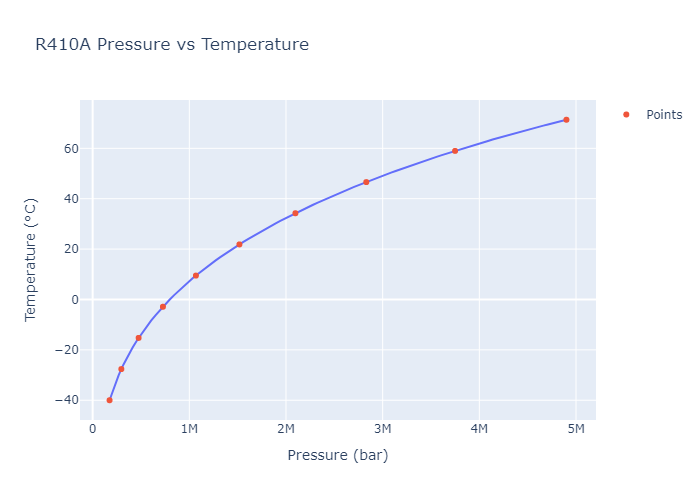 R410A Pressure vs Temperature
Points
60
40
20
0
−20
−40
Temperature (°C)
0 1M 2M 3M 4M 5M
Pressure (bar)